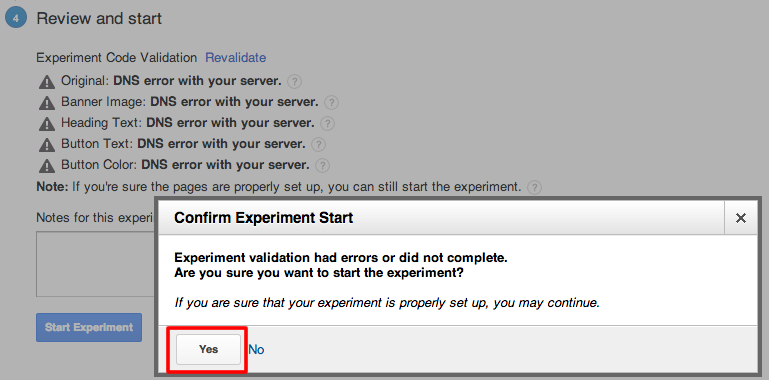 4 Review and start
Experiment Code Validation Revalidate
Original: DNS error with your server. ?
Banner Image: DNS error with your server. ?
Heading Text: DNS error with your server. ?
Button Text: DNS error with your server. ?
Button Color: DNS error with your server. ?
Note: If you're sure the pages are properly set up, you can still start the experiment. ?
Notes for this experi
Start Experiment
Confirm Experiment Start
Experiment validation had errors or did not complete.
Are you sure you want to start the experiment?
If you are sure that your experiment is properly set up, you may continue.
Yes No